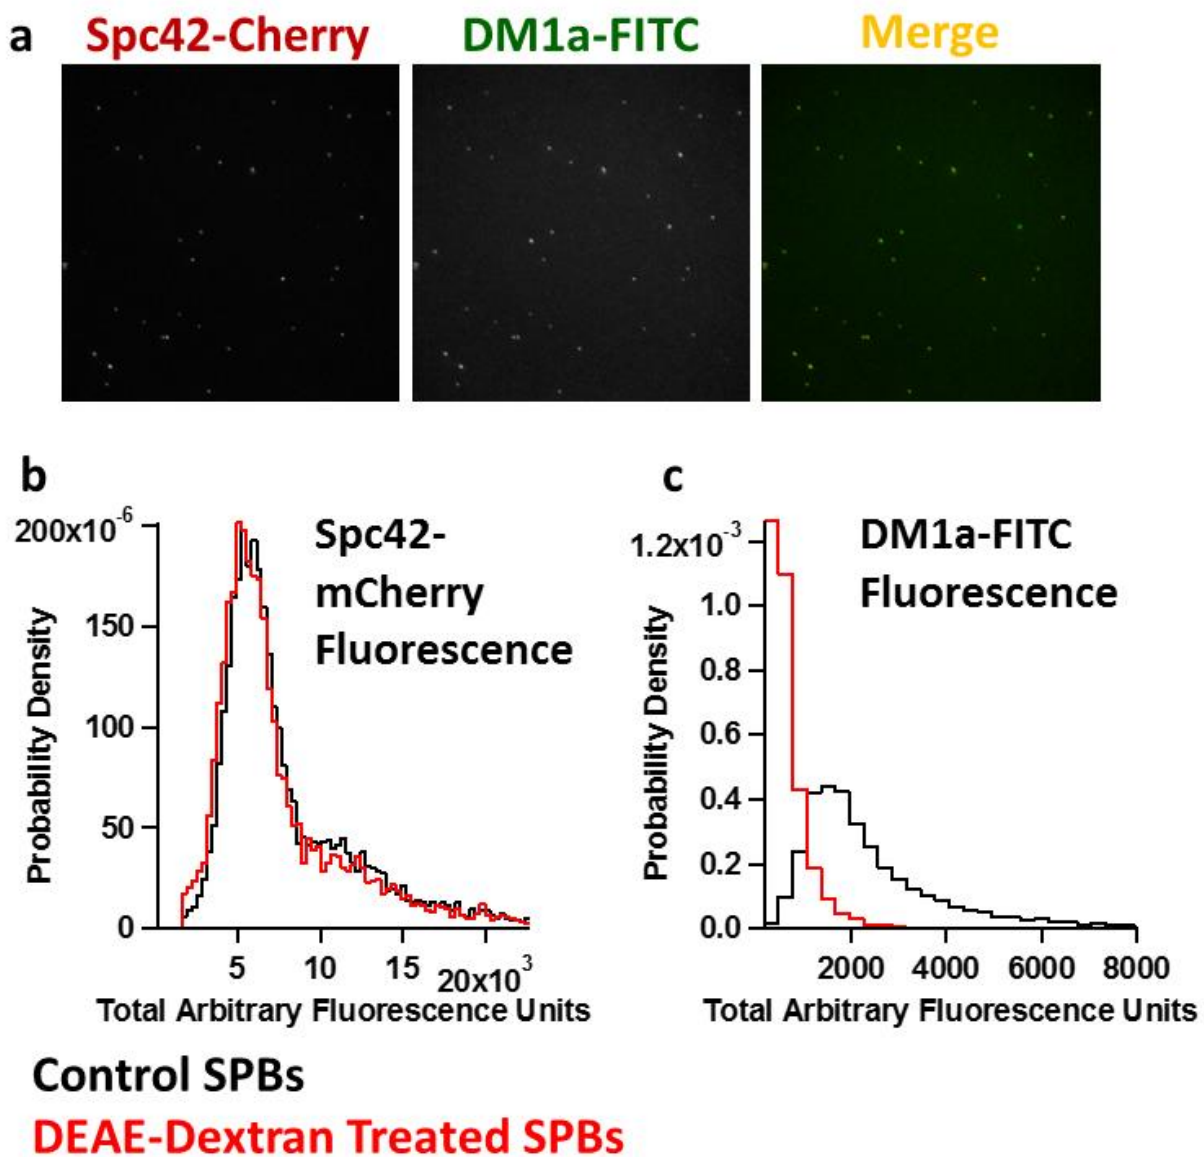 a
Spc42-Cherry
DM1a-FITC
Merge
b
c
200x10-6
150
100
50
0
Probability Density
Spc42-
mCherry
Fluorescence
5
10
15
20x103
Total Arbitrary Fluorescence Units
1.2x10-3
1.0
0.8
0.6
0.4
0.2
0.0
Probability Density
DM1a-FITC
Fluorescence
2000
4000
6000
8000
Total Arbitrary Fluorescence Units
Control SPBs
DEAE-Dextran Treated SPBs